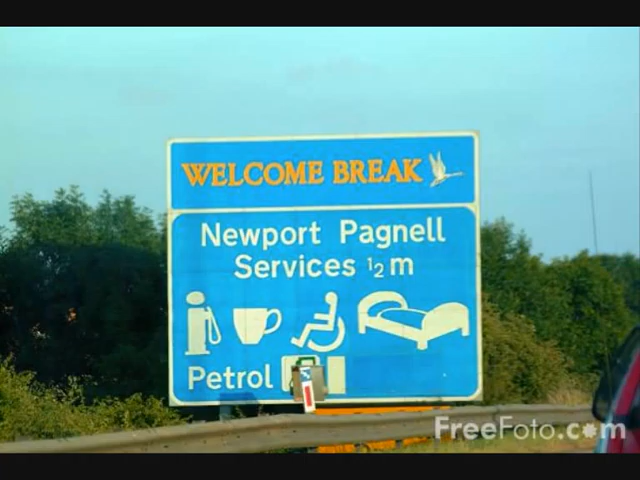 WELCOME BREAK
Newport Pagnell
Services ½ m
Petrol
FreeFoto.com